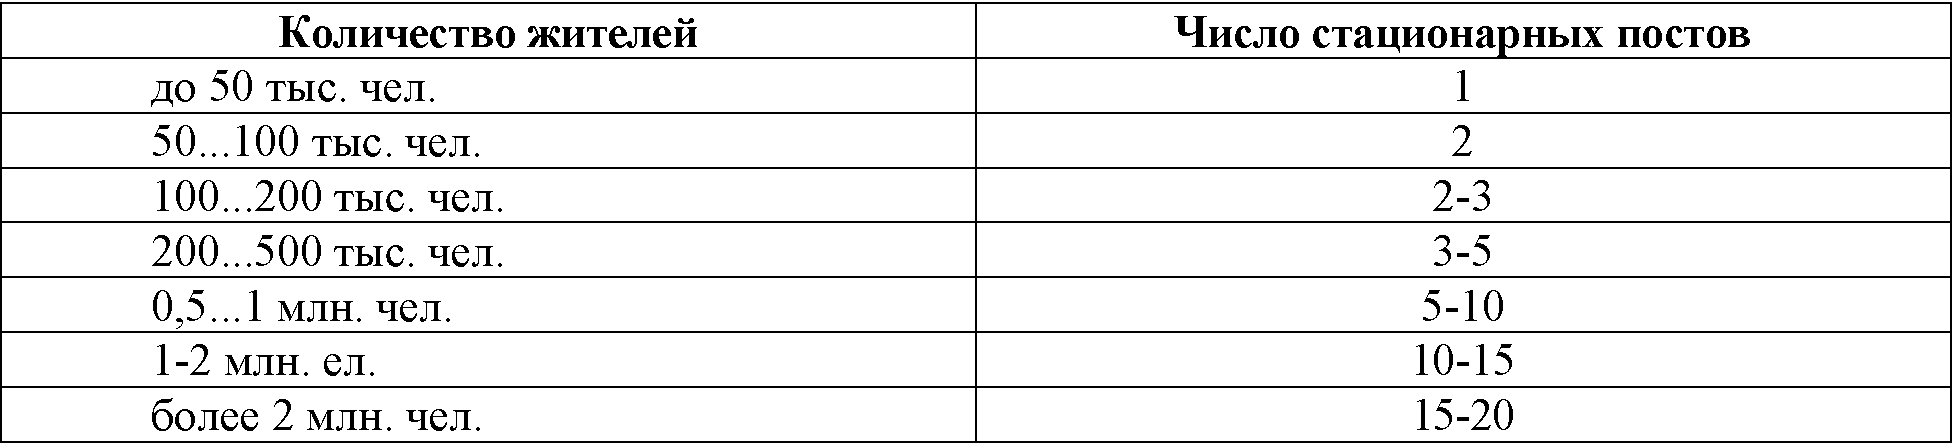 Количество жителей Число стационарных постов
до 50 тыс. чел. 1
50...100 тыс. чел. 2
100...200 тыс. чел. 2-3
200...500 тыс. чел. 3-5
0,5...1 млн. чел. 5-10
1-2 млн. ел. 10-15
более 2 млн. чел. 15-20